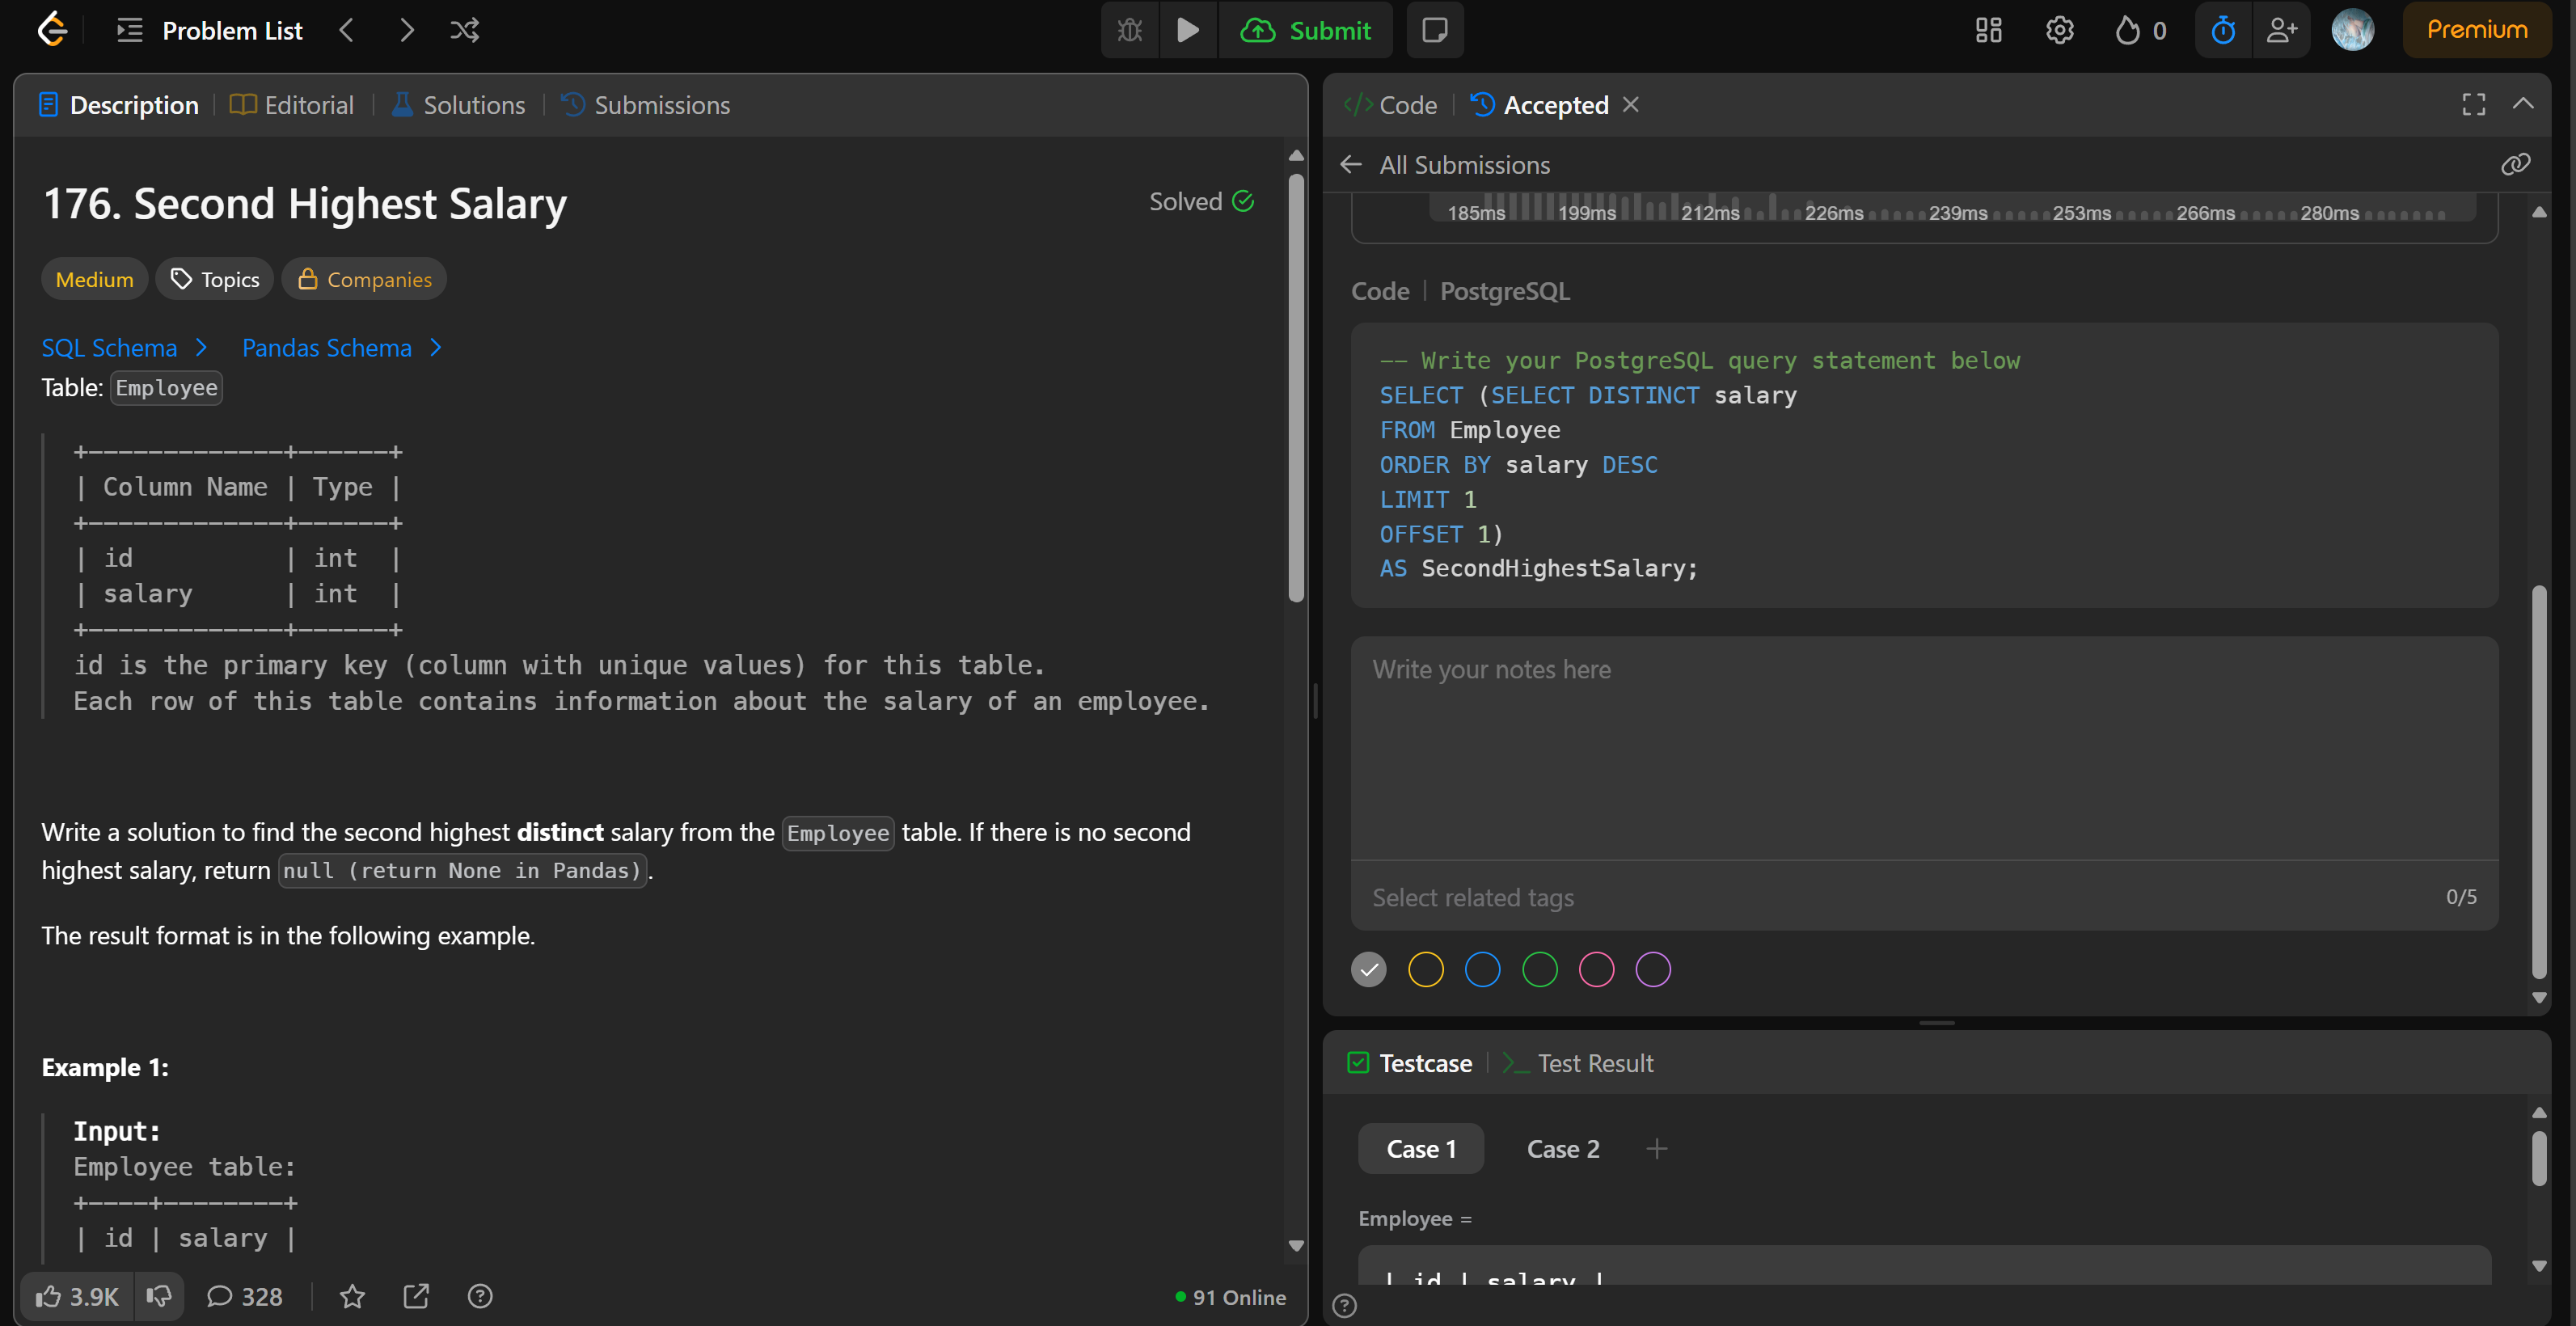 Problem List
Submit
0
Premium
Description
Editorial
Solutions
Submissions
176. Second Highest Salary
Solved
Medium
Topics
Companies
SQL Schema
Pandas Schema
Table: Employee
+-------------+------+
| Column Name | Type |
+-------------+------+
| id          | int  |
| salary      | int  |
+-------------+------+
id is the primary key (column with unique values) for this table.
Each row of this table contains information about the salary of an employee.
Write a solution to find the second highest distinct salary from the Employee table. If there is no second
highest salary, return null (return None in Pandas).
The result format is in the following example.
Example 1:
Input:
Employee table:
+----+--------+
| id | salary |
3.9K
328
91 Online
Code
Accepted
All Submissions
185ms 199ms 212ms 226ms 239ms 253ms 266ms 280ms
Code | PostgreSQL
-- Write your PostgreSQL query statement below
SELECT (SELECT DISTINCT salary
FROM Employee
ORDER BY salary DESC
LIMIT 1
OFFSET 1)
AS SecondHighestSalary;
Write your notes here
Select related tags
0/5
Testcase
>_ Test Result
Case 1
Case 2
+
Employee =
| id | salary |